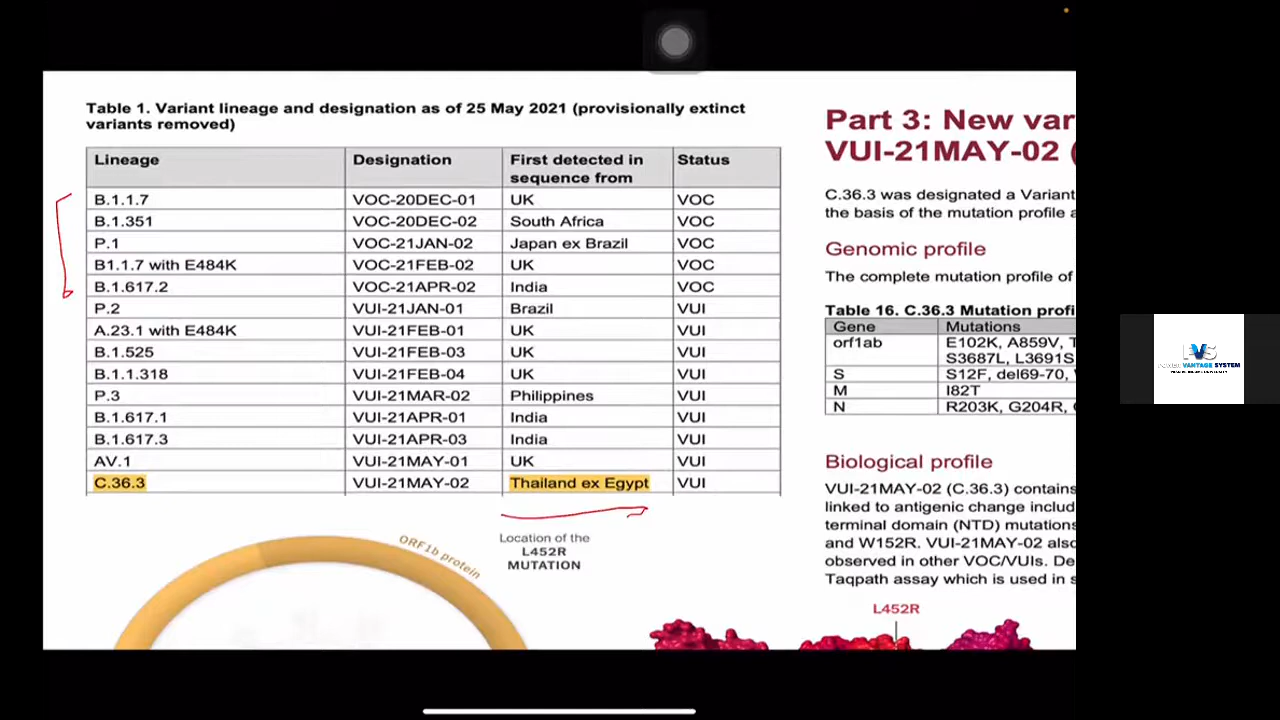 Table 1. Variant lineage and designation as of 25 May 2021 (provisionally extinct
variants removed)
Lineage Designation First detected in sequence from Status
B.1.1.7 VOC-20DEC-01 UK VOC
B.1.351 VOC-20DEC-02 South Africa VOC
P.1 VOC-21JAN-02 Japan ex Brazil VOC
B1.1.7 with E484K VOC-21FEB-02 UK VOC
B.1.617.2 VOC-21APR-02 India VOC
P.2 VUI-21JAN-01 Brazil VUI
A.23.1 with E484K VUI-21FEB-01 UK VUI
B.1.525 VUI-21FEB-03 UK VUI
B.1.1.318 VUI-21FEB-04 UK VUI
P.3 VUI-21MAR-02 Philippines VUI
B.1.617.1 VUI-21APR-01 India VUI
B.1.617.3 VUI-21APR-03 India VUI
AV.1 VUI-21MAY-01 UK VUI
C.36.3 VUI-21MAY-02 Thailand ex Egypt VUI
ORF1b protein
Location of the
L452R
MUTATION
Part 3: New var
VUI-21MAY-02 (
C.36.3 was designated a Variant
the basis of the mutation profile a
Genomic profile
The complete mutation profile of
Table 16. C.36.3 Mutation profi
Gene Mutations
orf1ab E102K, A859V, T
S3687L, L3691S
S S12F, del69-70,
M I82T
N R203K, G204R,
Biological profile
VUI-21MAY-02 (C.36.3) contains
linked to antigenic change includ
terminal domain (NTD) mutations
and W152R. VUI-21MAY-02 also
observed in other VOC/VUIs. De
Taqpath assay which is used in s
L452R
PVS
POWER VANTAGE SYSTEM